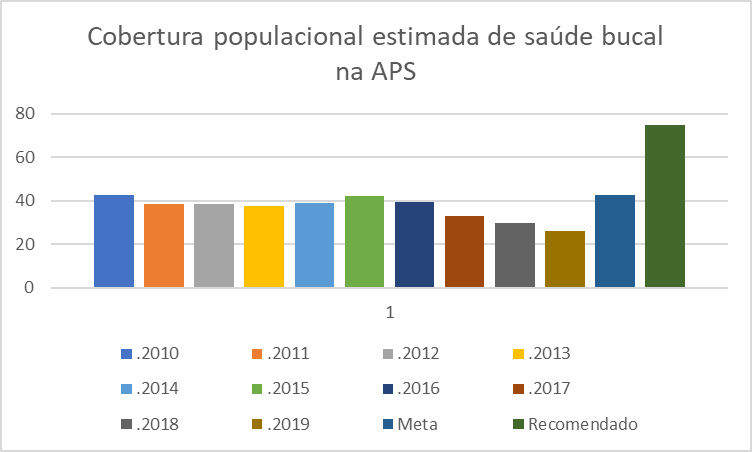 Cobertura populacional estimada de saúde bucal
na APS
80
60
40
20
0
1
.2010 .2011 .2012 .2013
.2014 .2015 .2016 .2017
.2018 .2019 Meta Recomendado